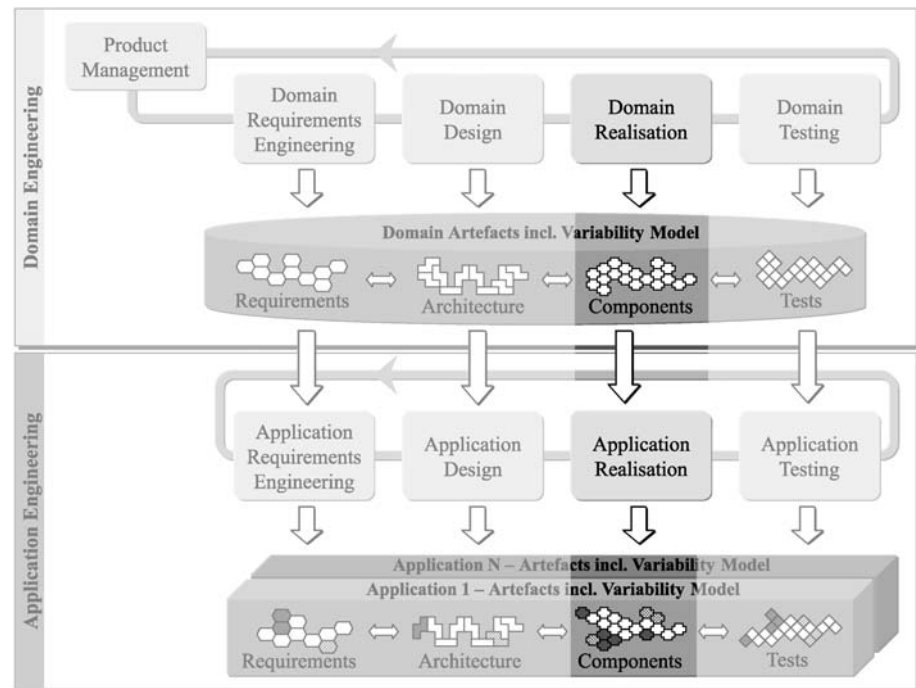 Domain Engineering
Product
Management
Domain
Requirements
Engineering
Domain
Design
Domain
Realisation
Domain
Testing
Domain Artefacts incl. Variability Model
Requirements
Architecture
Components
Tests
Application Engineering
Application
Requirements
Engineering
Application
Design
Application
Realisation
Application
Testing
Application N – Artefacts incl. Variability Model
Application 1 – Artefacts incl. Variability Model
Requirements
Architecture
Components
Tests